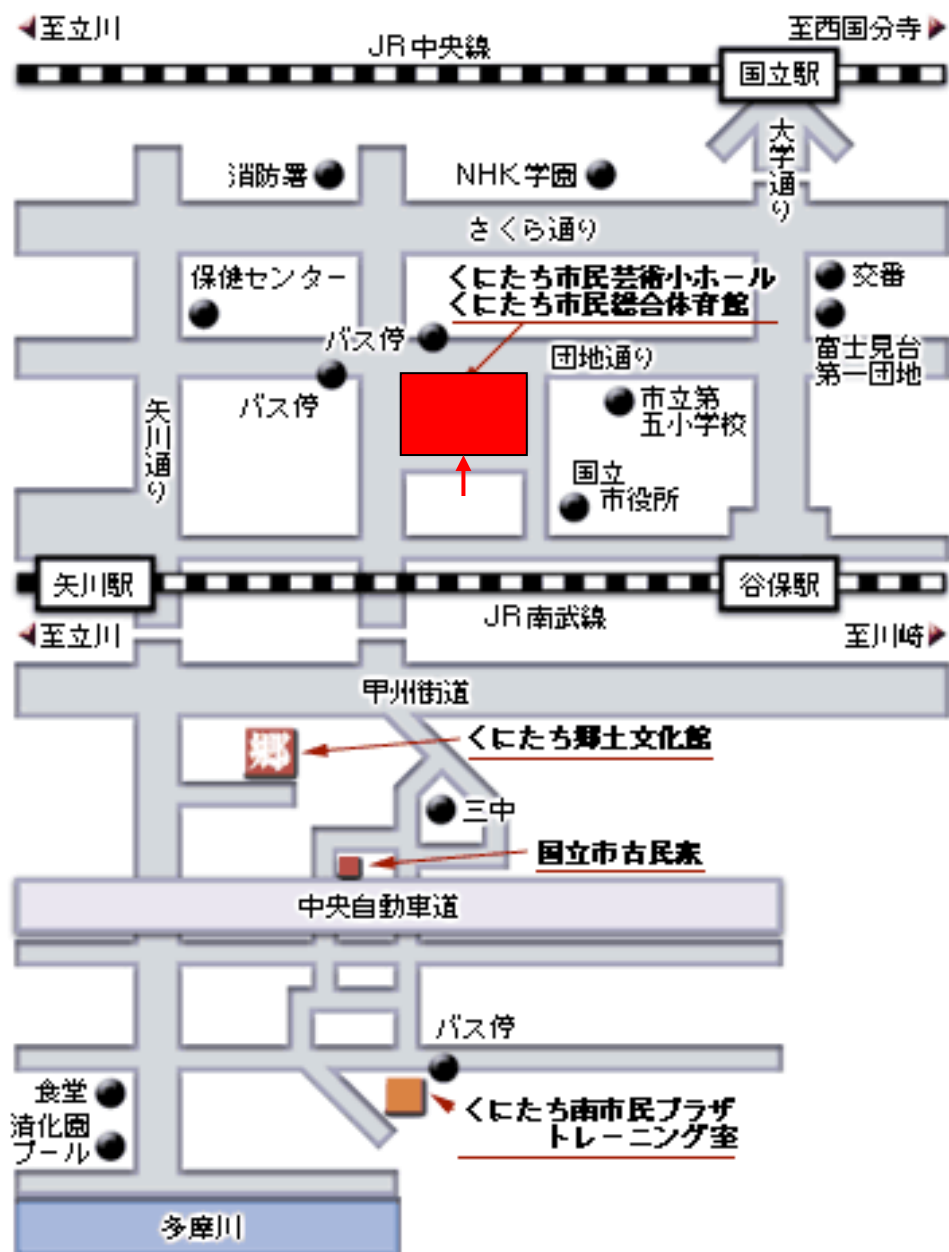 至立川
至西国分寺
JR中央線
国立駅
大学通り
消防署
NHK学園
さくら通り
保健センター
くにたち市民芸術小ホール
くにたち市民総合体育館
交番
バス停
団地通り
富士見台
第一団地
バス停
市立第
五小学校
矢川通り
国立
市役所
矢川駅
谷保駅
JR南武線
至立川
至川崎
甲州街道
郷
くにたち郷土文化館
三中
国立市古民家
中央自動車道
バス停
食堂
清化園
プール
くにたち南市民プラザ
トレーニング室
多摩川